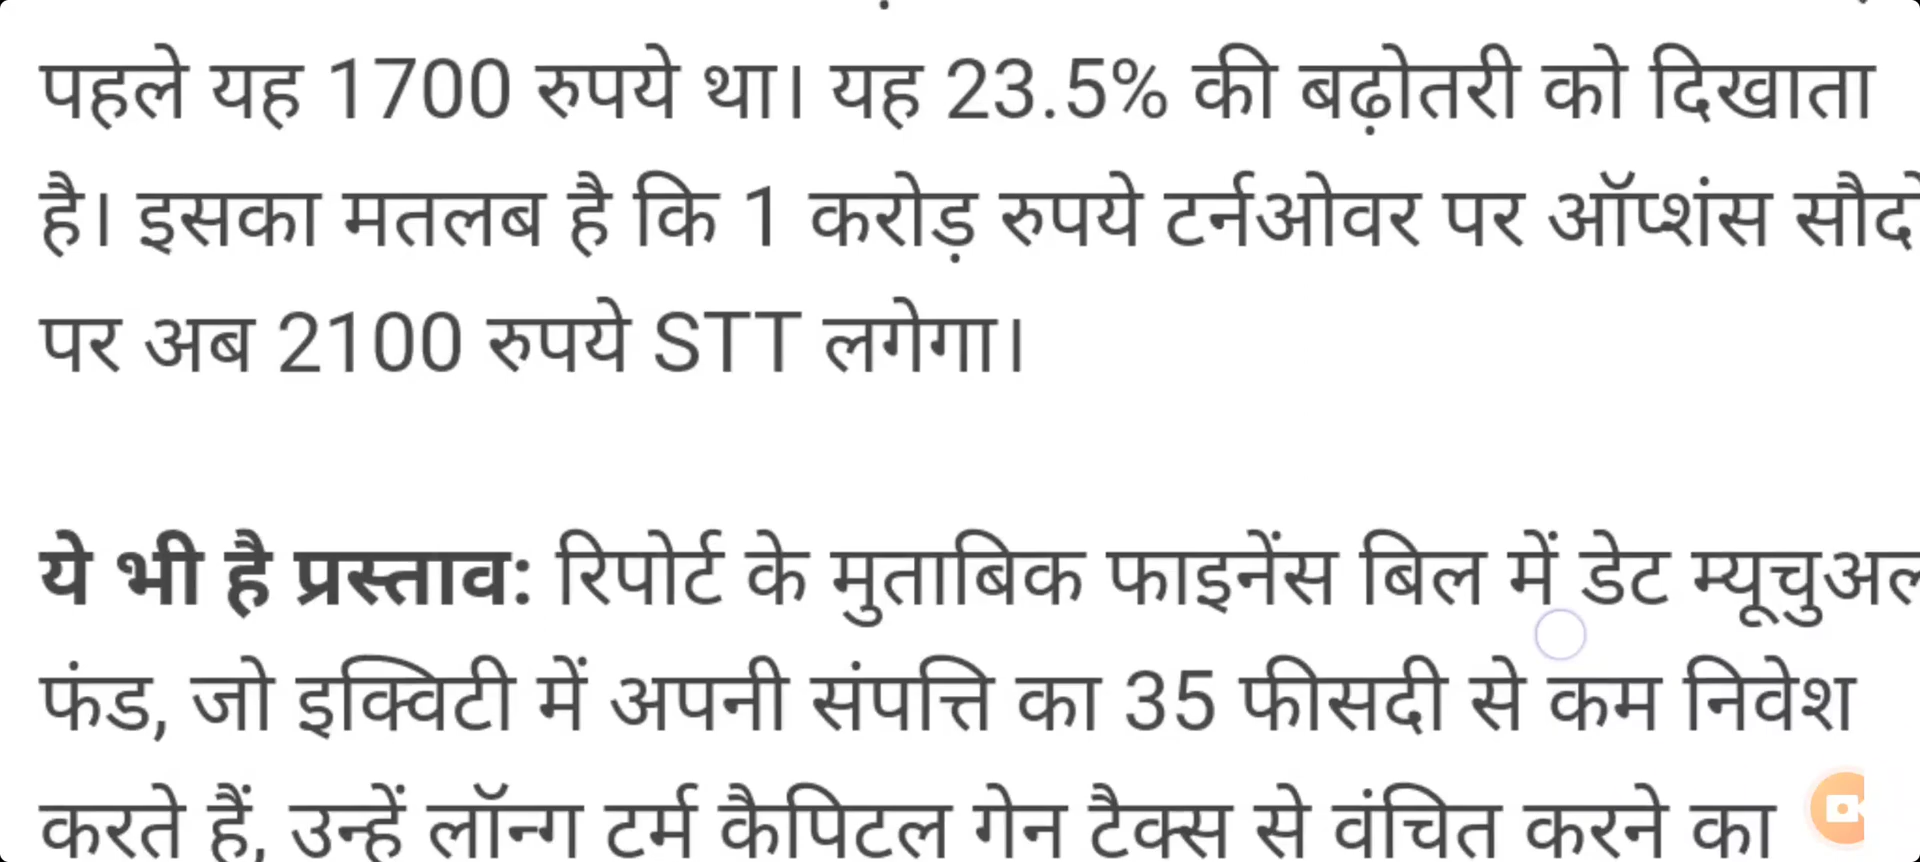 पहले यह 1700 रुपये था। यह 23.5% की बढ़ोतरी को दिखाता
है। इसका मतलब है कि 1 करोड़ रुपये टर्नओवर पर ऑप्शंस सौदों
पर अब 2100 रुपये STT लगेगा।
ये भी है प्रस्ताव: रिपोर्ट के मुताबिक फाइनेंस बिल में डेट म्यूचुअल
फंड, जो इक्विटी में अपनी संपत्ति का 35 फीसदी से कम निवेश
करते हैं, उन्हें लॉन्ग टर्म कैपिटल गेन टैक्स से वंचित करने का